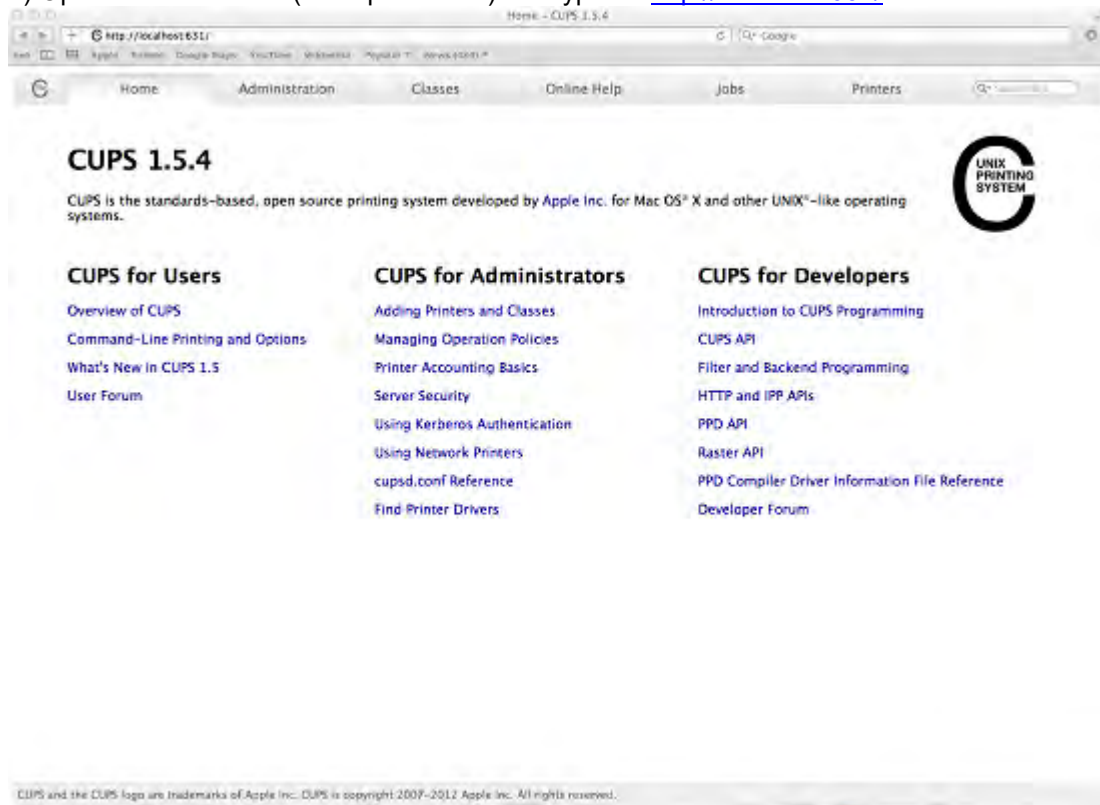 Home - CUPS 1.5.4
http://localhost:631/
Google
Apple
YouTube
Home Administration Classes Online Help Jobs Printers
CUPS 1.5.4
CUPS is the standards-based, open source printing system developed by Apple Inc. for Mac OS® X and other UNIX®-like operating
systems.
UNIX
PRINTING
SYSTEM
CUPS for Users
Overview of CUPS
Command-Line Printing and Options
What's New in CUPS 1.5
User Forum
CUPS for Administrators
Adding Printers and Classes
Managing Operation Policies
Printer Accounting Basics
Server Security
Using Kerberos Authentication
Using Network Printers
cupsd.conf Reference
Find Printer Drivers
CUPS for Developers
Introduction to CUPS Programming
CUPS API
Filter and Backend Programming
HTTP and IPP APIs
PPD API
Raster API
PPD Compiler Driver Information File Reference
Developer Forum
CUPS and the CUPS logo are trademarks of Apple Inc. CUPS is copyright 2007-2012 Apple Inc. All rights reserved.